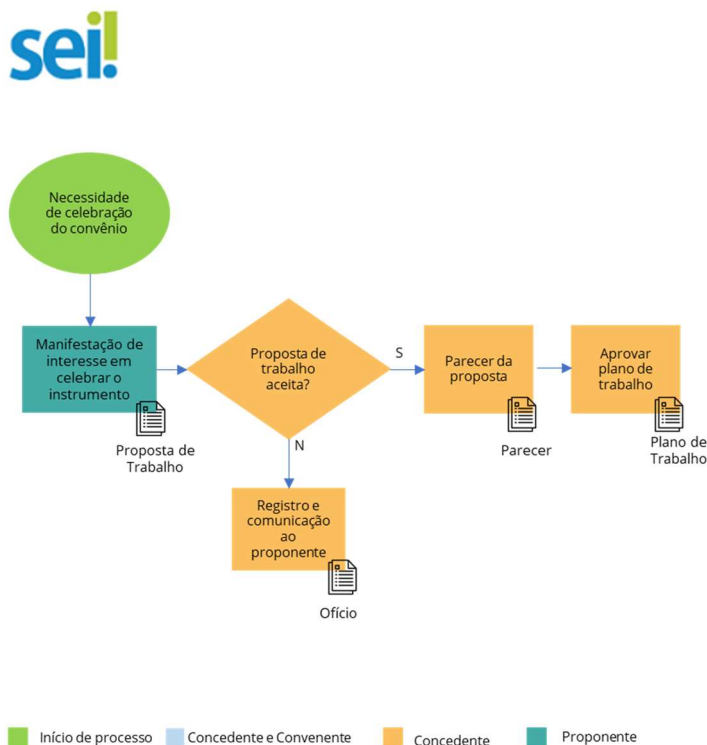 sei!
Necessidade
de celebração
do convênio
Manifestação de
interesse em
celebrar o
instrumento
Proposta de
Trabalho
Proposta de
trabalho
aceita?
S
N
Parecer da
proposta
Parecer
Aprovar
plano de
trabalho
Plano de
Trabalho
Registro e
comunicação
ao
proponente
Ofício
Início de processo
Concedente e Convenente
Concedente
Proponente